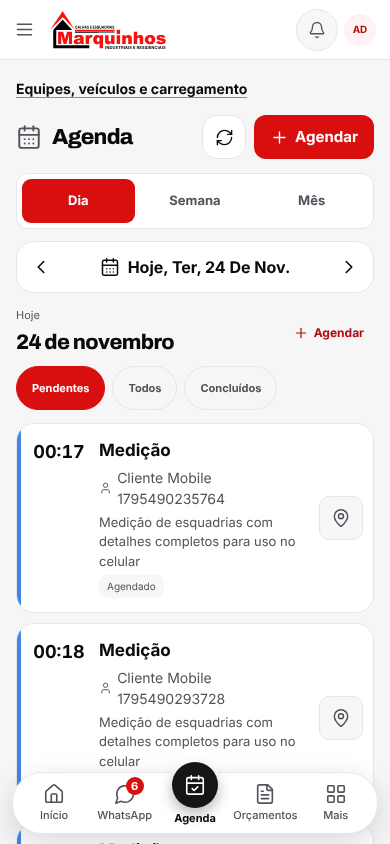 CALHAS E ESQUADRIAS
Marquinhos
INDUSTRIAIS E RESIDENCIAIS
AD
Equipes, veículos e carregamento
Agenda
Agendar
Dia
Semana
Mês
Hoje, Ter, 24 De Nov.
Hoje
24 de novembro
Agendar
Pendentes
Todos
Concluídos
00:17
Medição
Cliente Mobile
1795490235764
Medição de esquadrias com
detalhes completos para uso no
celular
Agendado
00:18
Medição
Cliente Mobile
1795490293728
Medição de esquadrias com
detalhes completos para uso no
celular
6
Início
WhatsApp
Agenda
Orçamentos
Mais